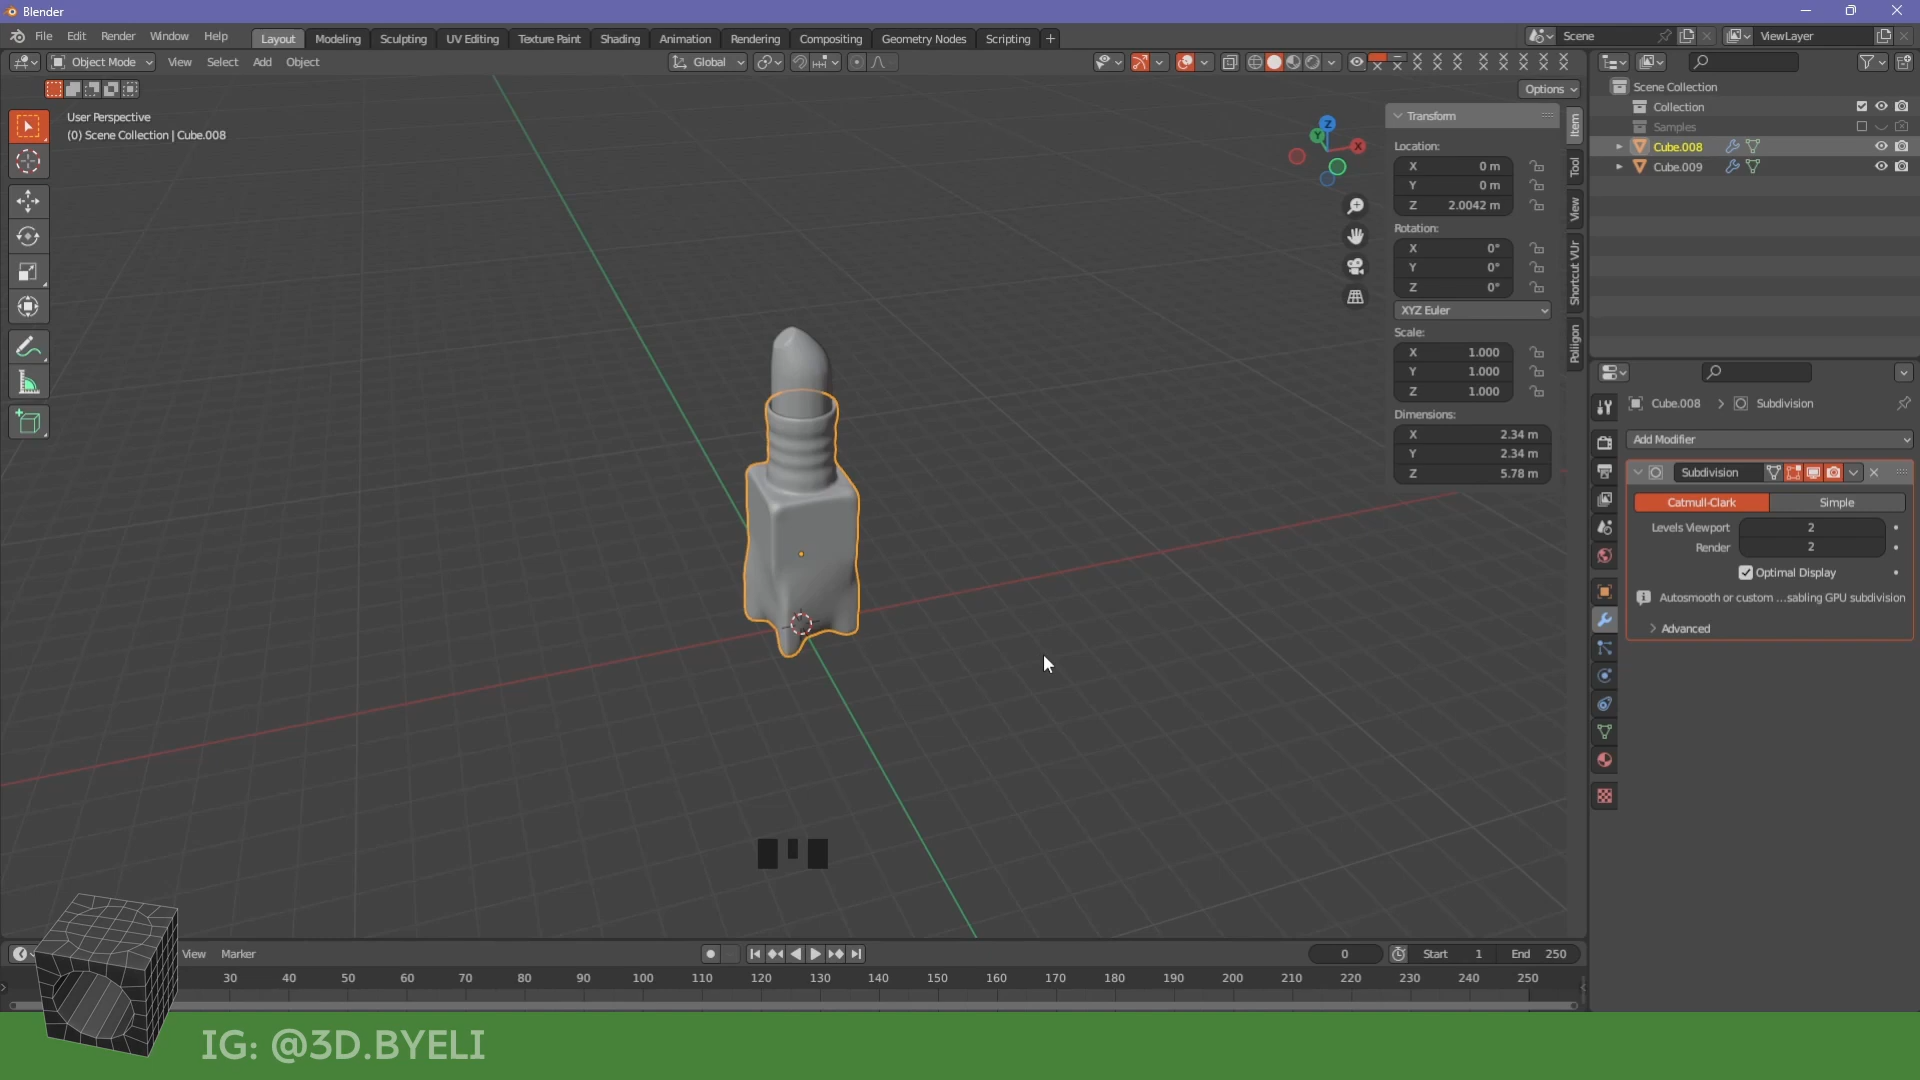 Blender
File Edit Render Window Help
Layout Modeling Sculpting UV Editing Texture Paint Shading Animation Rendering Compositing Geometry Nodes Scripting +
Scene
ViewLayer
Object Mode View Select Add Object
Global
Options
User Perspective
(0) Scene Collection | Cube.008
Z
Y
X
Transform
Location:
X 0 m
Y 0 m
Z 2.0042 m
Rotation:
X 0°
Y 0°
Z 0°
XYZ Euler
Scale:
X 1.000
Y 1.000
Z 1.000
Dimensions:
X 2.34 m
Y 2.34 m
Z 5.78 m
Item
Tool
View
Shortcut VUr
Poliigon
Scene Collection
Collection
Samples
Cube.008
Cube.009
Cube.008 > Subdivision
Add Modifier
Subdivision
Catmull-Clark Simple
Levels Viewport 2
Render 2
Optimal Display
Autosmooth or custom ...sabling GPU subdivision
Advanced
View Marker
0
Start 1
End 250
30 40 50 60 70 80 90 100 110 120 130 140 150 160 170 180 190 200 210 220 230 240 250
IG: @3D.BYELI